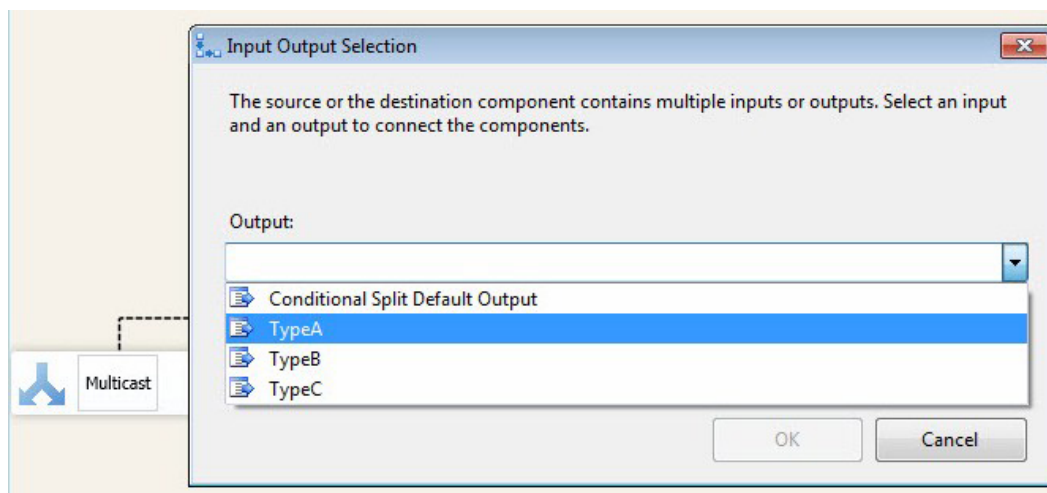 Input Output Selection
The source or the destination component contains multiple inputs or outputs. Select an input
and an output to connect the components.
Output:
Conditional Split Default Output
TypeA
TypeB
TypeC
Multicast
OK
Cancel